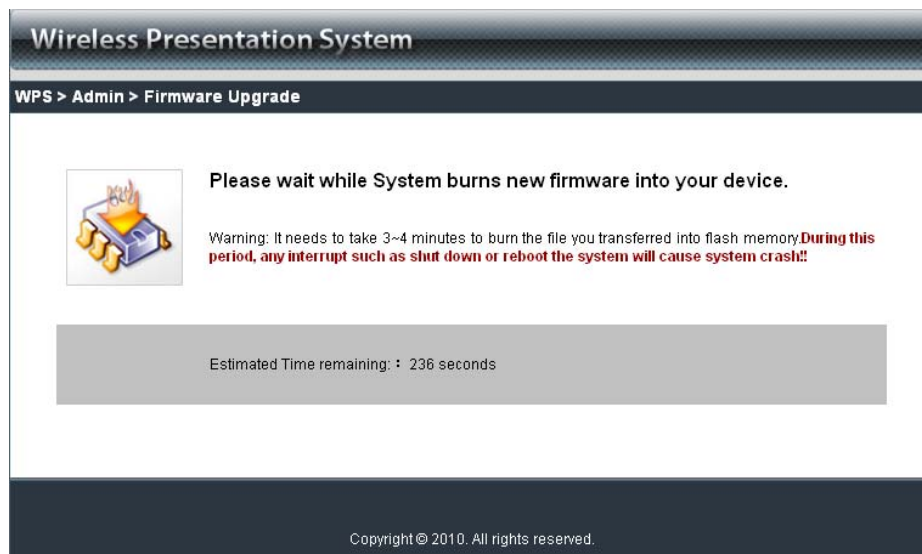 Wireless Presentation System
WPS > Admin > Firmware Upgrade
Please wait while System burns new firmware into your device.
Warning: It needs to take 3~4 minutes to burn the file you transferred into flash memory.During this
period, any interrupt such as shut down or reboot the system will cause system crash!!
Estimated Time remaining: : 236 seconds
Copyright © 2010. All rights reserved.